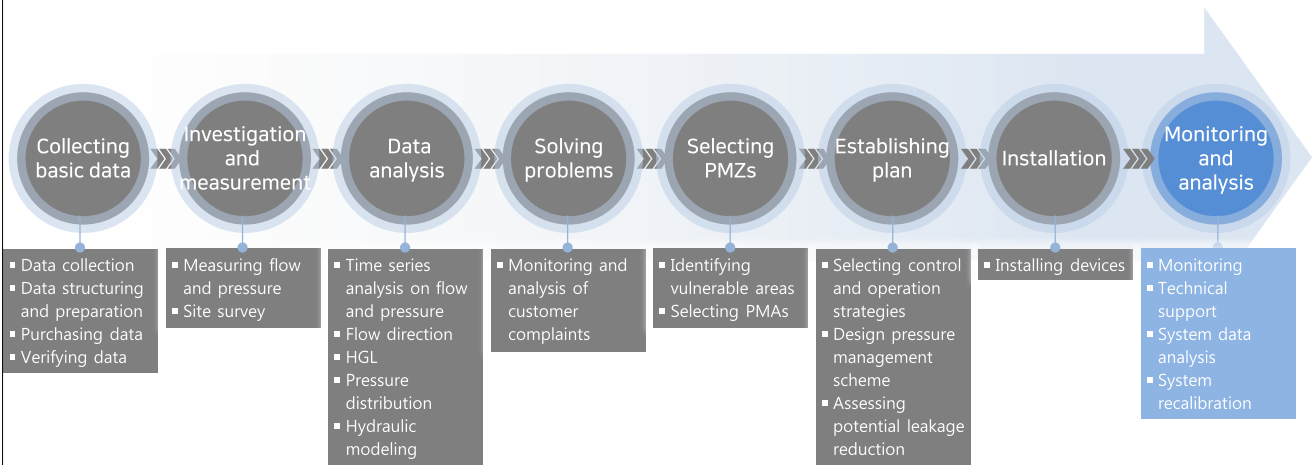 Collecting
basic data
Investigation
and
measurement
Data
analysis
Solving
problems
Selecting
PMZs
Establishing
plan
Installation
Monitoring
and
analysis
▪ Data collection
▪ Data structuring
and preparation
▪ Purchasing data
▪ Verifying data
▪ Measuring flow
and pressure
▪ Site survey
▪ Time series
analysis on flow
and pressure
▪ Flow direction
▪ HGL
▪ Pressure
distribution
▪ Hydraulic
modeling
▪ Monitoring and
analysis of
customer
complaints
▪ Identifying
vulnerable areas
▪ Selecting PMAs
▪ Selecting control
and operation
strategies
▪ Design pressure
management
scheme
▪ Assessing
potential leakage
reduction
▪ Installing devices
▪ Monitoring
▪ Technical
support
▪ System data
analysis
▪ System
recalibration